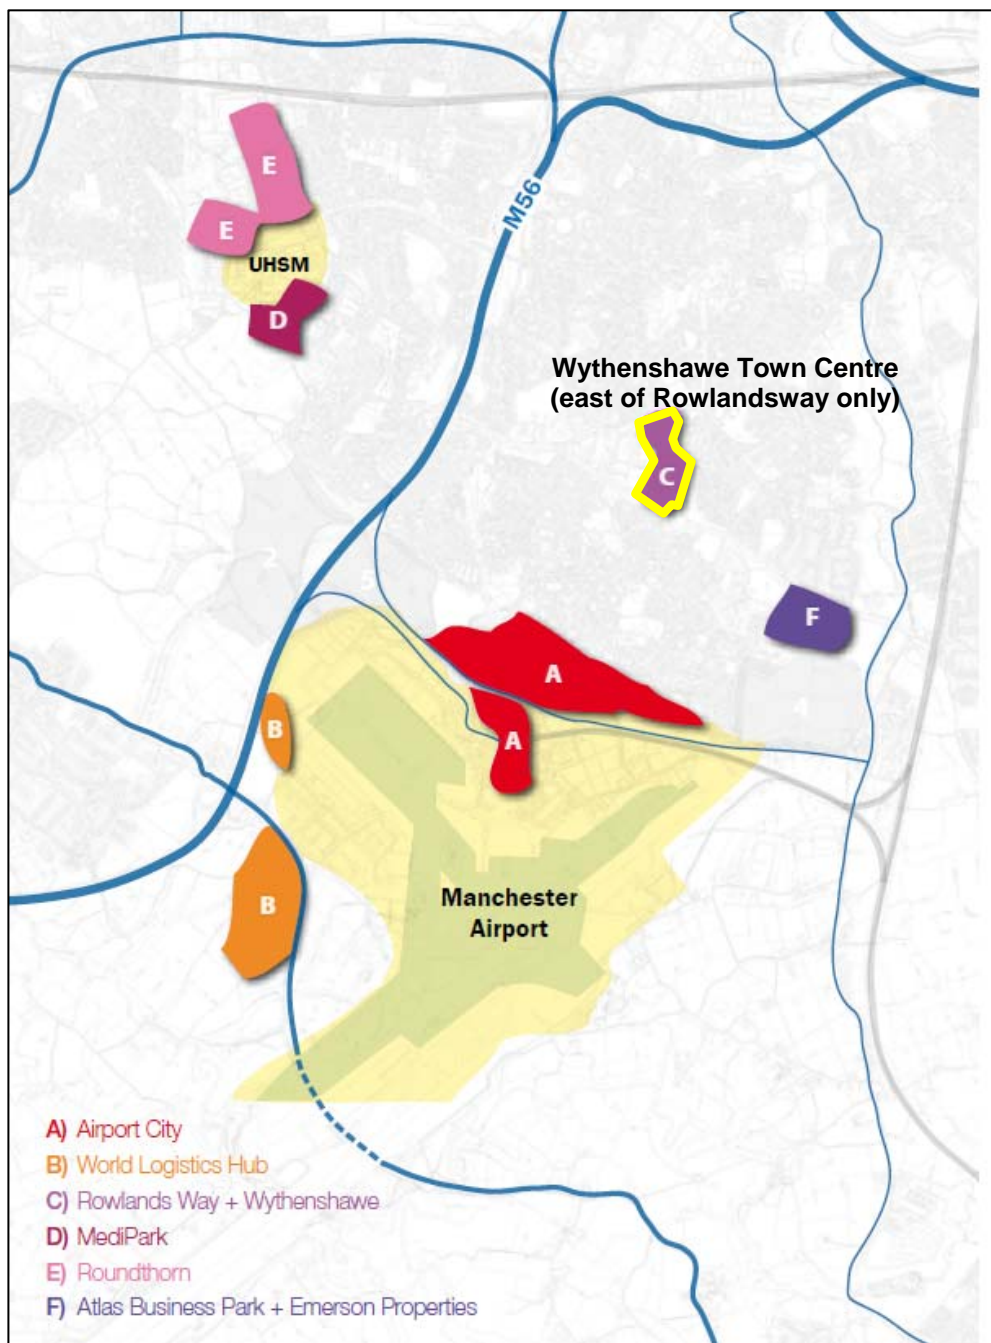 M56
E
E
UHSM
D
Wythenshawe Town Centre
(east of Rowlandsway only)
C
F
A
A
B
B
Manchester
Airport
A) Airport City
B) World Logistics Hub
C) Rowlands Way + Wythenshawe
D) MediPark
E) Roundthorn
F) Atlas Business Park + Emerson Properties